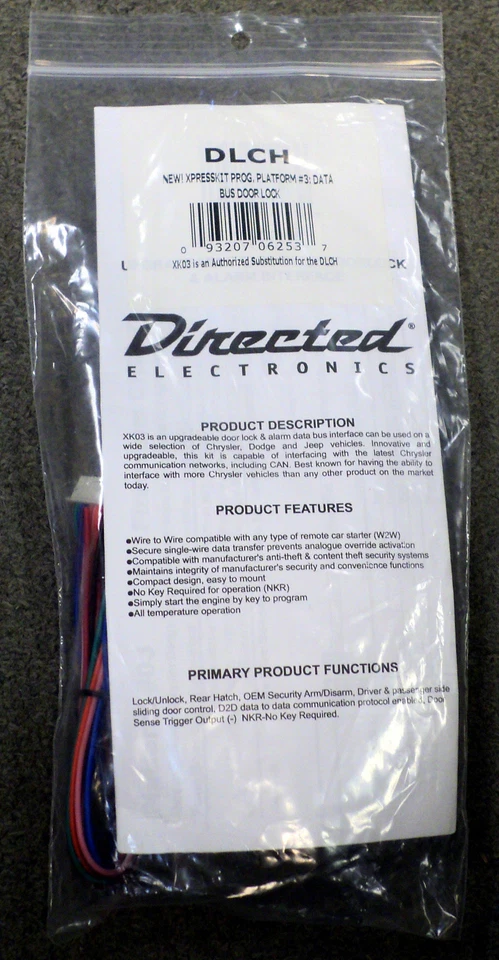 DLCH
NEW! XPRESSKIT PROG. PLATFORM #3: DATA
BUS DOOR LOCK
0 93207 06253 7
XK03 is an Authorized Substitution for the DLCH
Directed®
ELECTRONICS
PRODUCT DESCRIPTION
XK03 is an upgradeable door lock & alarm data bus interface can be used on a
wide selection of Chrysler, Dodge and Jeep vehicles. Innovative and
upgradeable, this kit is capable of interfacing with the latest Chrysler
communication networks, including CAN. Best known for having the ability to
interface with more Chrysler vehicles than any other product on the market
today.
PRODUCT FEATURES
●Wire to Wire compatible with any type of remote car starter (W2W)
●Secure single-wire data transfer prevents analogue override activation
●Compatible with manufacturer's anti-theft & content theft security systems
●Maintains integrity of manufacturer's security and convenience functions
●Compact design, easy to mount
●No Key Required for operation (NKR)
●Simply start the engine by key to program
●All temperature operation
PRIMARY PRODUCT FUNCTIONS
Lock/Unlock, Rear Hatch, OEM Security Arm/Disarm, Driver & passenger side
sliding door control, D2D data to data communication protocol enabled, Door
Sense Trigger Output (-) NKR-No Key Required.